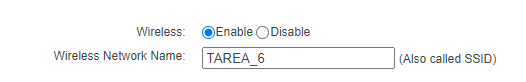 Wireless: Enable Disable
Wireless Network Name: TAREA_6 (Also called SSID)